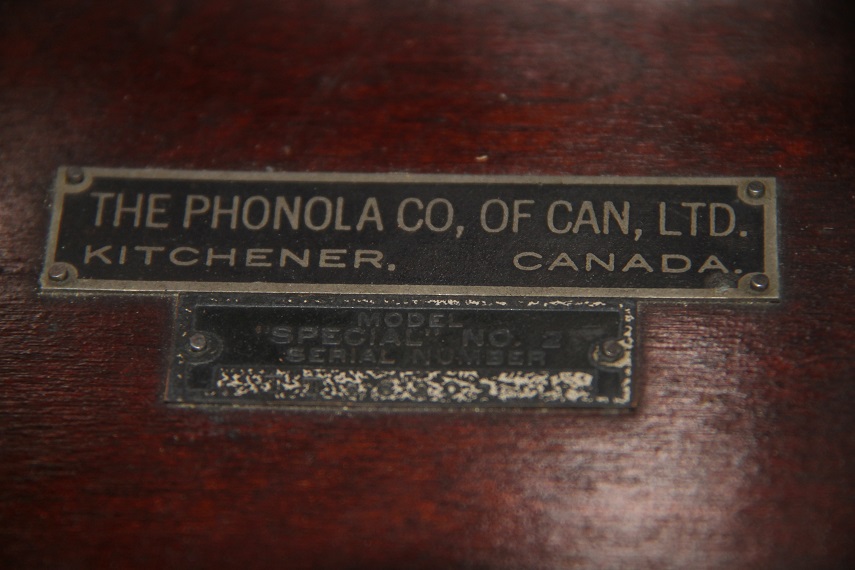 THE PHONOLA CO, OF CAN, LTD.
KITCHENER. CANADA.
MODEL
"SPECIAL" NO. 2
SERIAL NUMBER